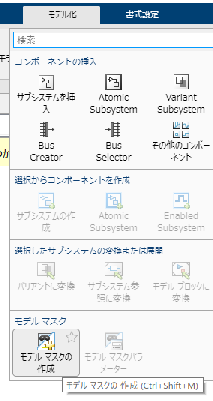 モデル化
書式設定
検索
コンポーネントの挿入
サブシステムを挿
入
Atomic
Subsystem
Variant
Subsystem
Bus
Creator
Bus
Selector
その他のコンポー
ネント
選択からコンポーネントを作成
サブシステムの作
成
Atomic
Subsystem
Enabled
Subsystem
選択したサブシステムの変換または展開
バリアントに変換
サブシステム参
照に変換
モデル ブロックに
変換
モデル マスク
モデル マスクの
作成
モデル マスクパラ
メーター
モデル マスクの作成 (Ctrl+Shift+M)